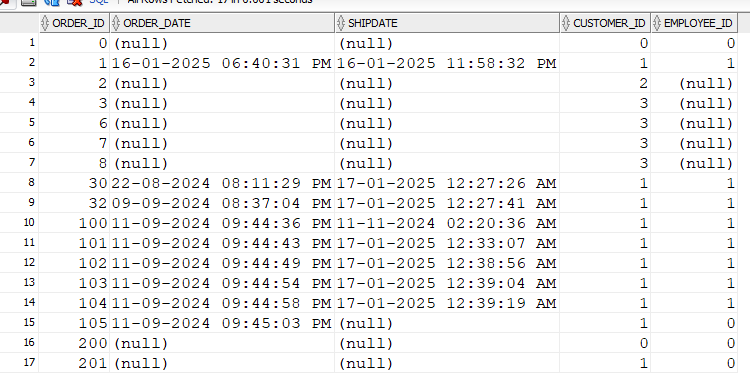 SQL | All Rows Fetched: 17 in 0.001 seconds
ORDER_ID ORDER_DATE SHIPDATE CUSTOMER_ID EMPLOYEE_ID
1 0 (null) (null) 0 0
2 1 16-01-2025 06:40:31 PM 16-01-2025 11:58:32 PM 1 1
3 2 (null) (null) 2 (null)
4 3 (null) (null) 3 (null)
5 6 (null) (null) 3 (null)
6 7 (null) (null) 3 (null)
7 8 (null) (null) 3 (null)
8 30 22-08-2024 08:11:29 PM 17-01-2025 12:27:26 AM 1 1
9 32 09-09-2024 08:37:04 PM 17-01-2025 12:27:41 AM 1 1
10 100 11-09-2024 09:44:36 PM 11-11-2024 02:20:36 AM 1 1
11 101 11-09-2024 09:44:43 PM 17-01-2025 12:33:07 AM 1 1
12 102 11-09-2024 09:44:49 PM 17-01-2025 12:38:56 AM 1 1
13 103 11-09-2024 09:44:54 PM 17-01-2025 12:39:04 AM 1 1
14 104 11-09-2024 09:44:58 PM 17-01-2025 12:39:19 AM 1 1
15 105 11-09-2024 09:45:03 PM (null) 1 0
16 200 (null) (null) 0 0
17 201 (null) (null) 1 0